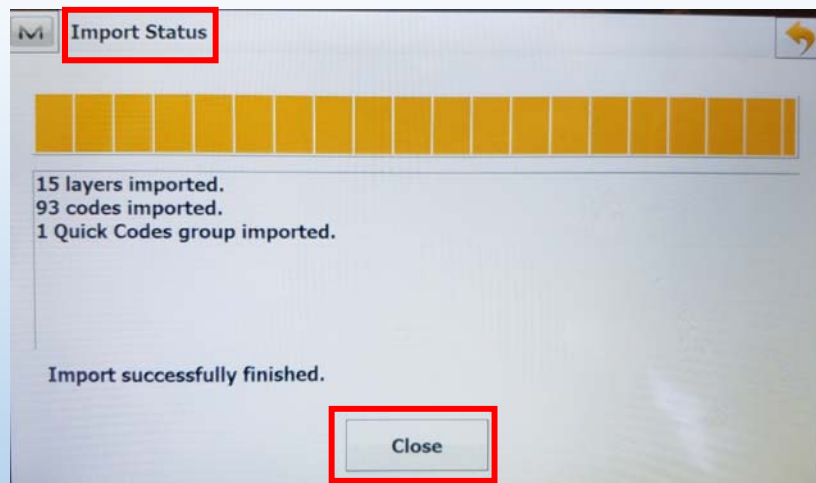 Import Status
15 layers imported.
93 codes imported.
1 Quick Codes group imported.
Import successfully finished.
Close